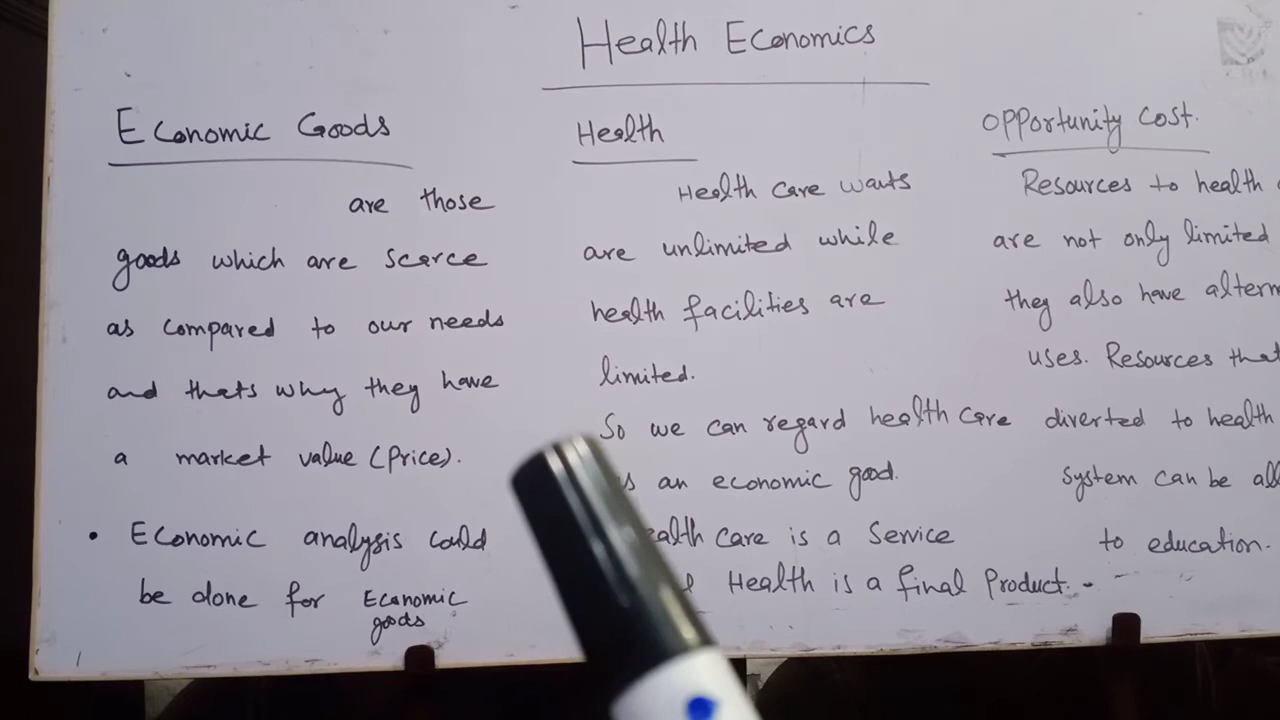 Health Economics
Economic Goods
are those
goods which are scarce
as compared to our needs
and thats why they have
a market value (Price).
• Economic analysis could
be done for Economic
goods
Health
Health care wants
are unlimited while
health facilities are
limited.
So we can regard health care
an economic good.
care is a Service
Health is a final Product.
Opportunity Cost.
Resources to health
are not only limited
they also have
uses. Resources
diverted to health
System can be
to education.